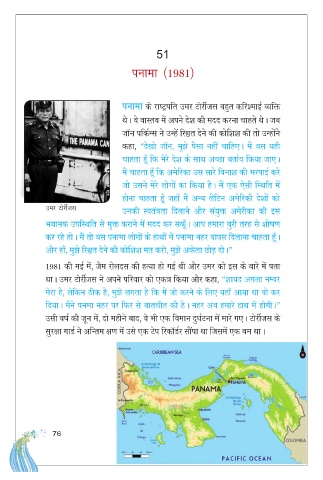 51
पनामा (1981)
पनामा के राष्ट्रपति उमर टोरीजस बहुत करिश्माई व्यक्ति
थे। वे वास्तव में अपने देश की मदद करना चाहते थे। जब
जॉन पर्किन्स ने उन्हें रिश्वत देने की कोशिश की तो उन्होंने
कहा, "देखो जॉन, मुझे पैसा नहीं चाहिए। मैं बस यही
चाहता हूँ कि मेरे देश के साथ अच्छा बर्ताव किया जाए।
मैं चाहता हूँ कि अमेरिका उस सारे विनाश की भरपाई करे
जो उसने मेरे लोगों का किया है। मैं एक ऐसी स्थिति में
होना चाहता हूँ जहां मैं अन्य लेटिन अमेरिकी देशों को
उनकी स्वतंत्रता दिलाने और संयुक्त अमेरीका की इस
THE PANAMA CAN
उमर टोरीजस
भयानक उपस्थिति से मुक्त कराने में मदद कर सकूँ। आप हमारा बुरी तरह से शोषण
कर रहे हो। मैं तो बस पनामा लोगों के हाथों में पनामा नहर वापस दिलाना चाहता हूं।
और हाँ, मुझे रिश्वत देने की कोशिश मत करो, मुझे अकेला छोड़ दो।"
1981 की मई में, जैम रोलदस की हत्या हो गई थी और उमर को इस के बारे में पता
था। उमर टोरीजस ने अपने परिवार को एकत्र किया और कहा, "शायद अगला नम्बर
मेरा है, लेकिन ठीक है, मुझे लगता है कि मैं जो करने के लिए यहाँ आया था वो कर
दिया। मैंने पनामा नहर पर फिर से बातचीत की है। नहर अब हमारे हाथ में होगी।"
उसी वर्ष की जून में, दो महीने बाद, वे भी एक विमान दुर्घटना में मारे गए। टोरीजस के
सुरक्षा गार्ड ने अन्तिम क्षण में उसे एक टेप रिकॉर्डर सौंपा था जिसमें एक बम था।
CARIBBEAN SEA
PANAMA
COLOMBIA
PACIFIC OCEAN
76